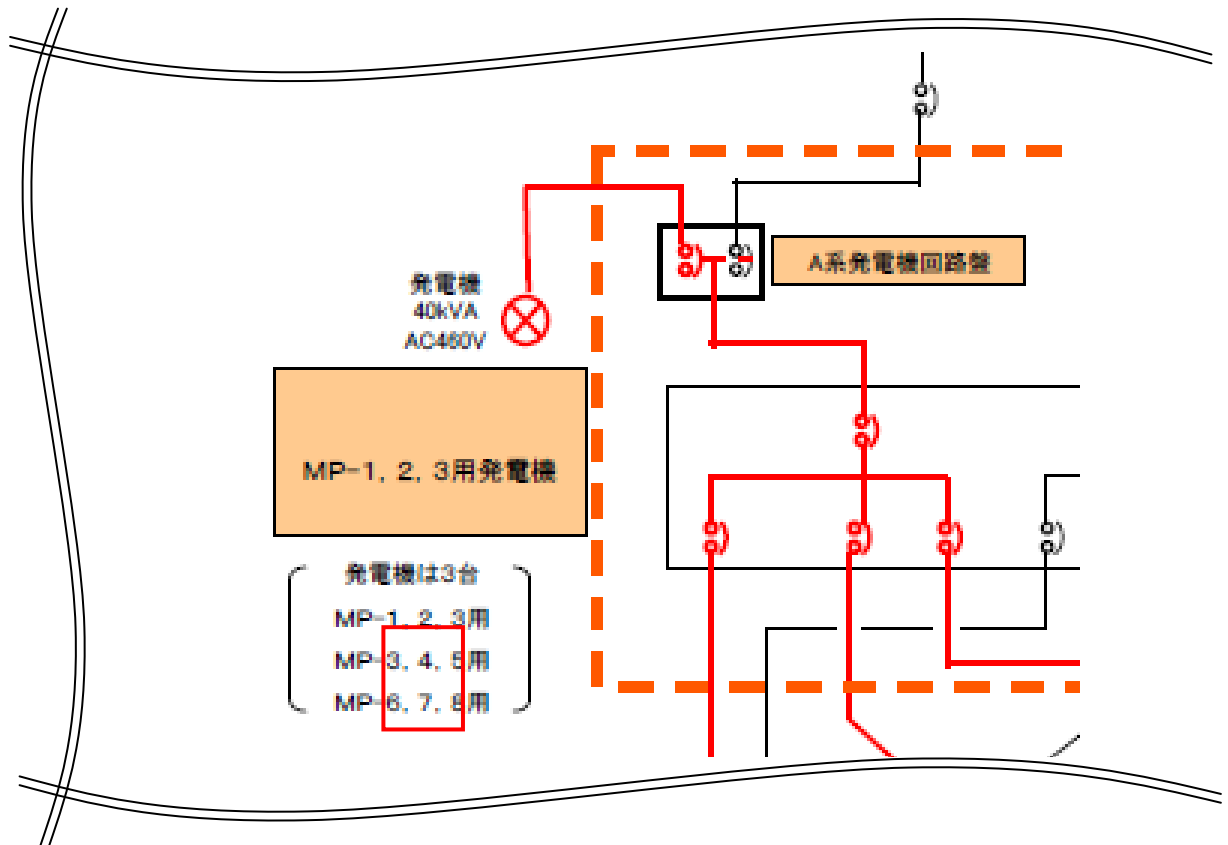 A系発電機回路盤
発電機
40kVA
AC460V
MP-1, 2, 3用発電機
発電機は3台
MP-1, 2, 3用
MP-3, 4, 5用
MP-6, 7, 8用